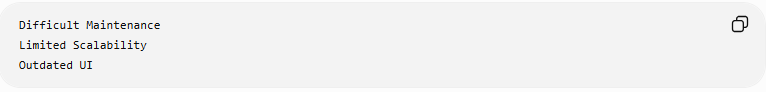 Difficult Maintenance
Limited Scalability
Outdated UI